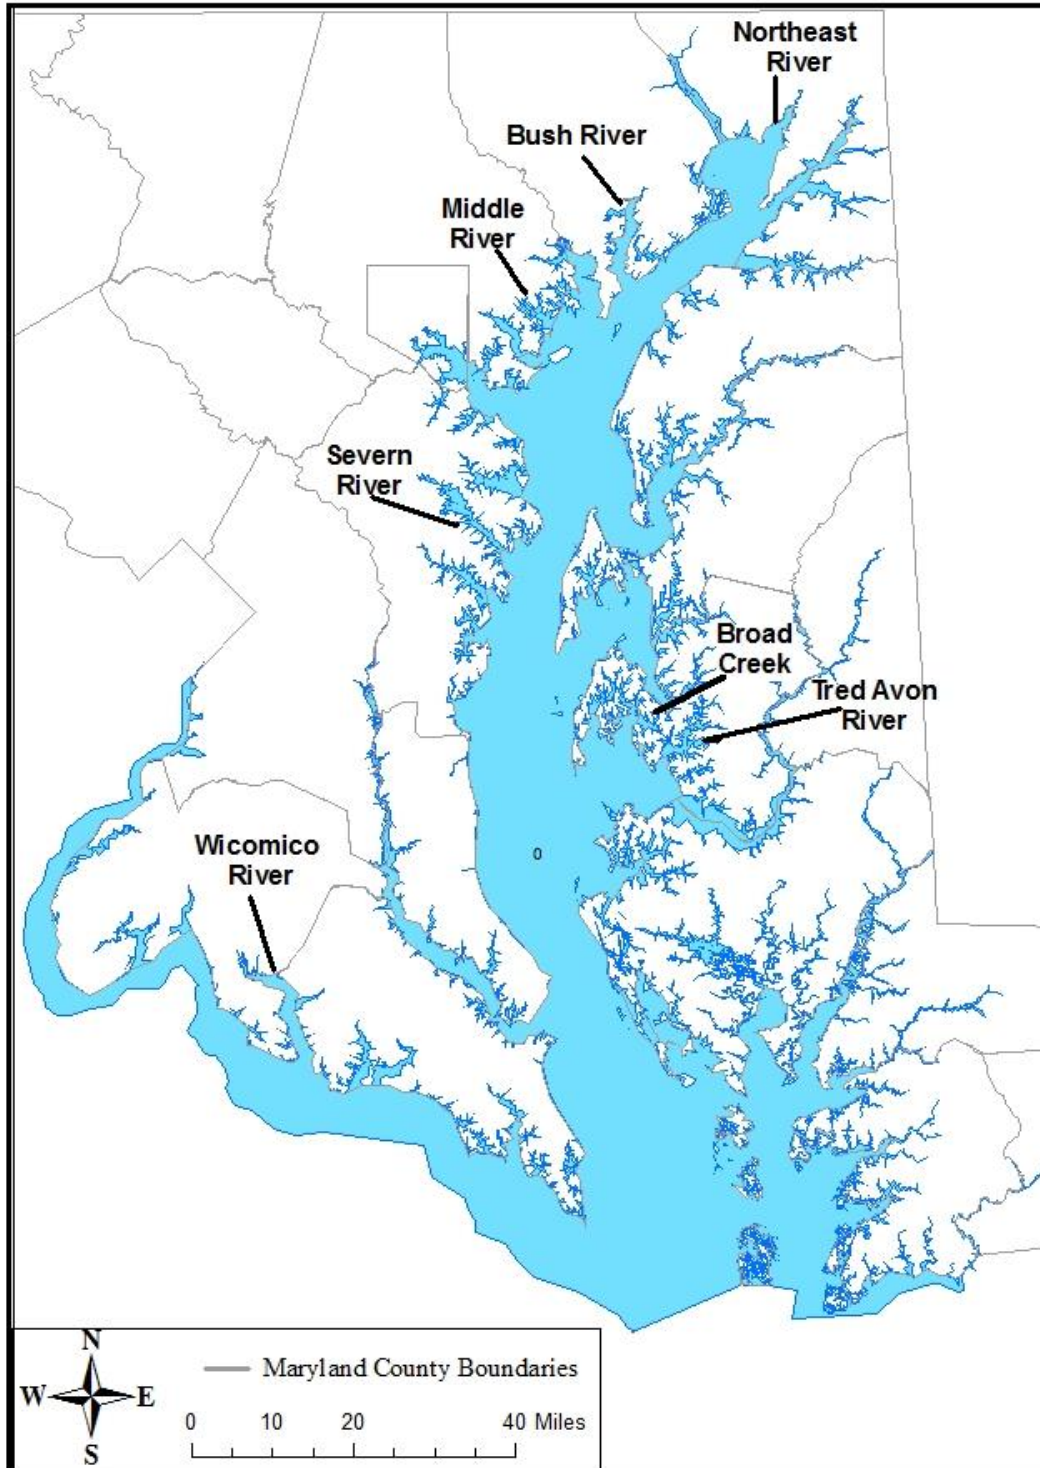 Northeast
River
Bush River
Middle
River
Severn
River
Broad
Creek
Tred Avon
River
Wicomico
River
0
N
W
E
S
Maryland County Boundaries
0 10 20 40 Miles